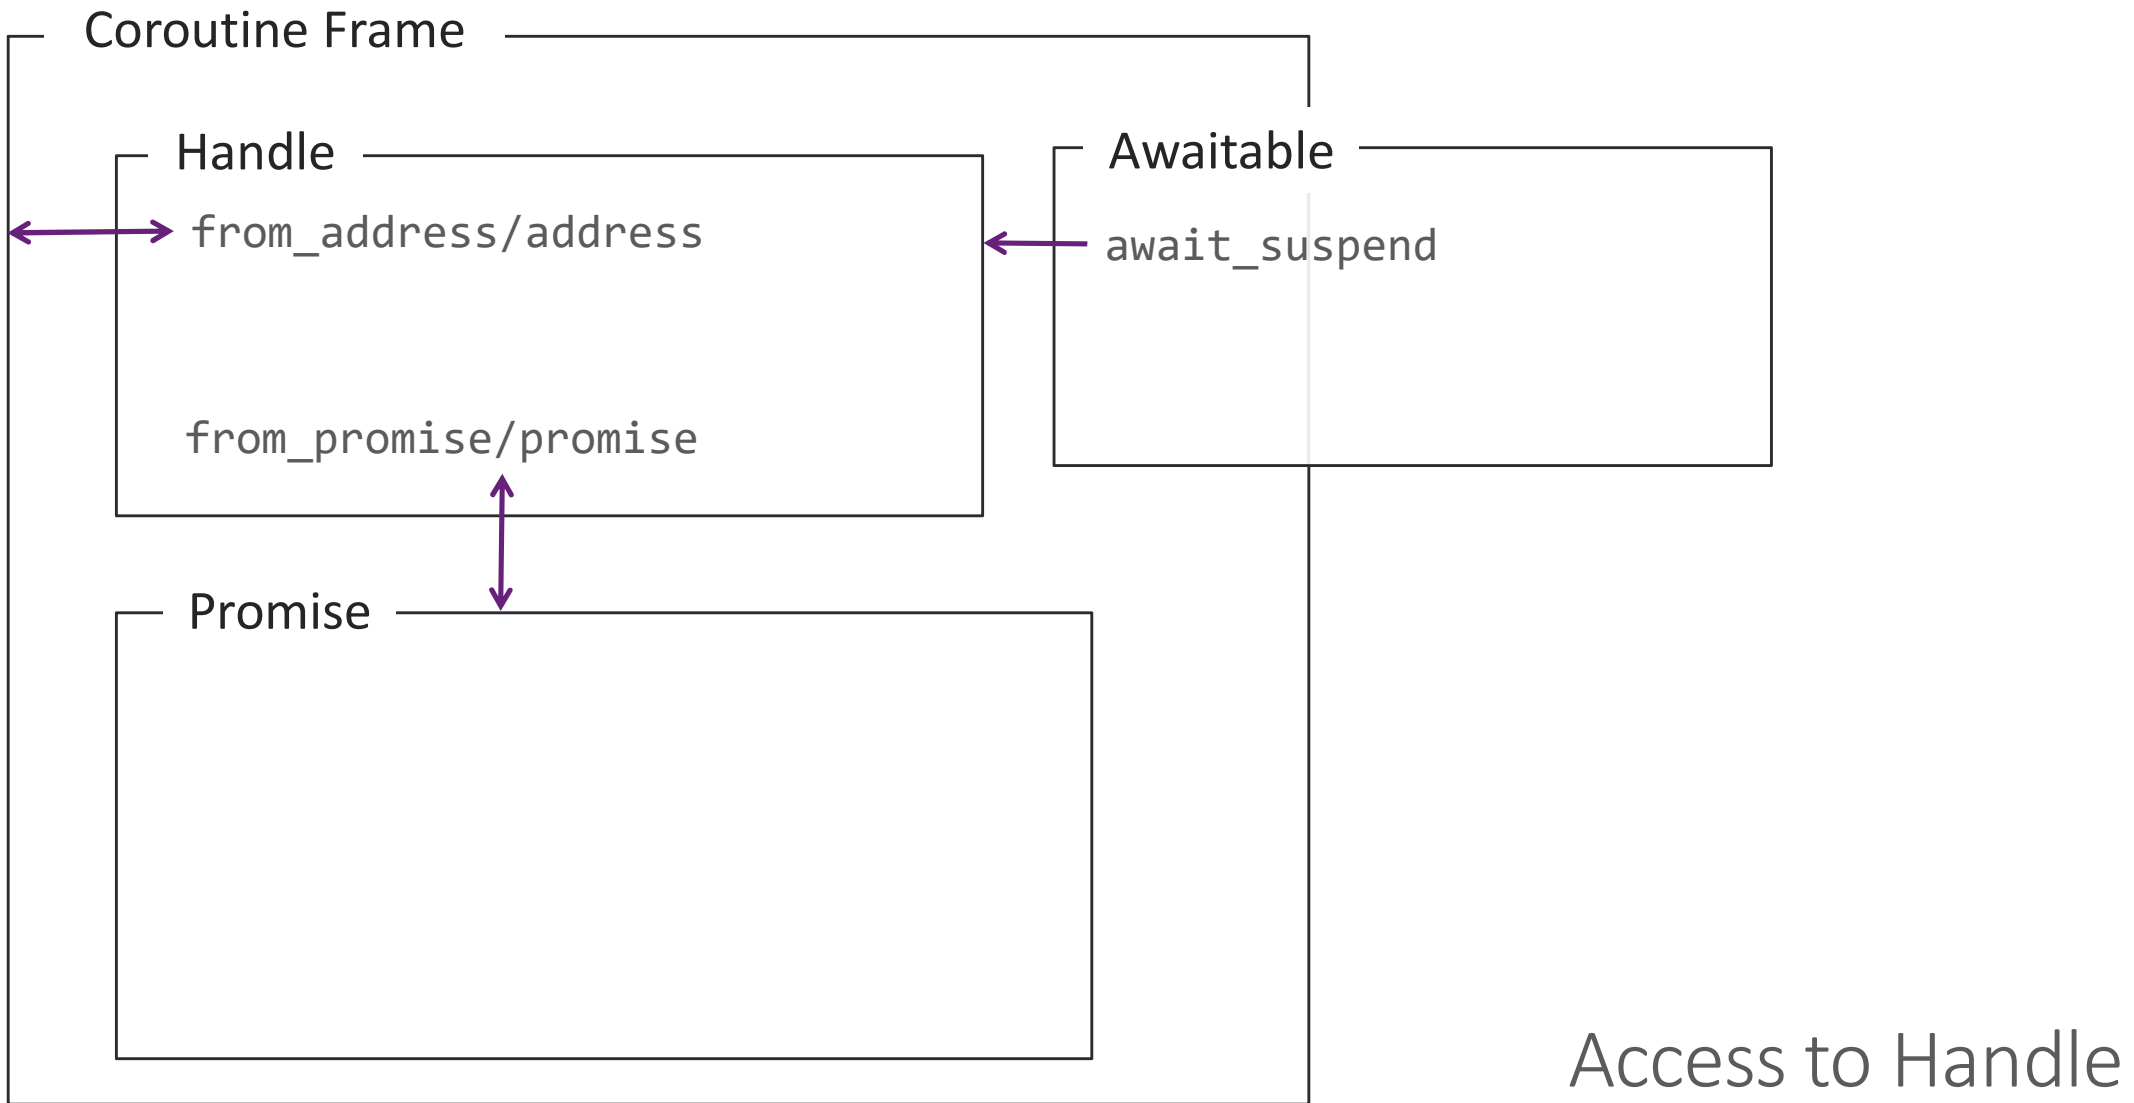 Coroutine Frame
Handle
Awaitable
from_address/address
await_suspend
from_promise/promise
Promise
Access to Handle